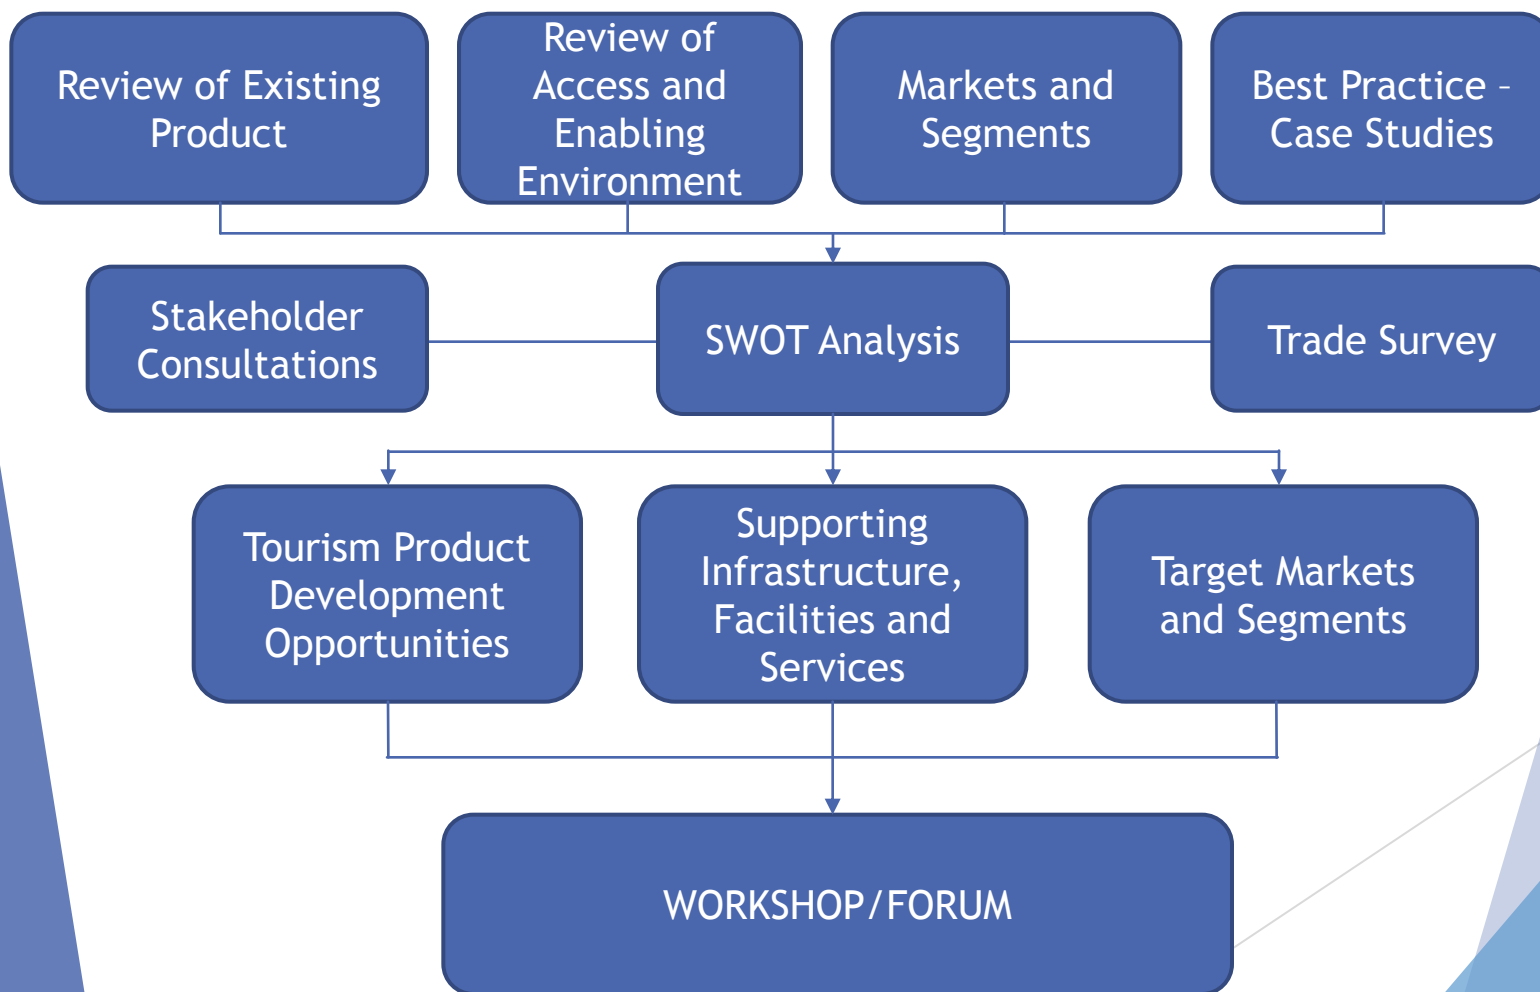 Review of Existing
Product
Review of
Access and
Enabling
Environment
Markets and
Segments
Best Practice –
Case Studies
Stakeholder
Consultations
SWOT Analysis
Trade Survey
Tourism Product
Development
Opportunities
Supporting
Infrastructure,
Facilities and
Services
Target Markets
and Segments
WORKSHOP/FORUM